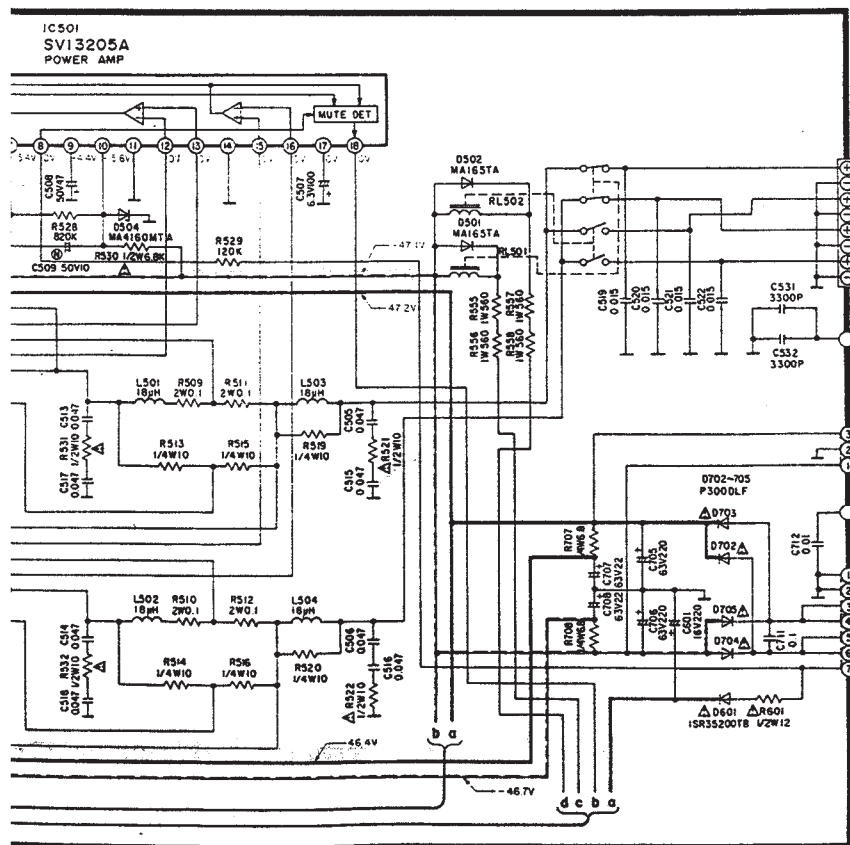 IC501
SVI3205A
POWER AMP
MUTE DET
8 9 10 11 12 13 14 15 16 17 18
C508
50V47
C507
6.3V100
D504
MA4160MTA
R528
820K
C509 50V10
R530 1/2W6.8K
R529
120K
-47.1V
47.2V
D502
MA165TA
RL502
D501
MA165TA
RL501
R555
1W560
R557
1W560
R556
1W560
R558
1W560
C519
0.015
C520
0.015
C521
0.015
C522
0.015
C531
3300P
C532
3300P
L501
18µH
R509
2W0.1
R511
2W0.1
L503
18µH
C513
0.047
R531
1/2W10
C517
0.047
R513
1/4W10
R515
1/4W10
R519
1/4W10
C505
0.047
R521
1/2W10
C515
0.047
L502
18µH
R510
2W0.1
R512
2W0.1
L504
18µH
C514
0.047
R532
1/2W10
C518
0.047
R514
1/4W10
R516
1/4W10
R520
1/4W10
C506
0.047
C516
0.047
R522
1/2W10
3
2
1
D702~705
P300DLF
D703
D702
D705
D704
R707
C707
63V22
C708
63V22
R708
1/4W6.8
C705
63V220
C706
63V220
C601
16V220
C711
0.1
C712
0.01
D601
1SR35200TB
R601
1/2W12
46.4V
-46.7V
b a
d c b a